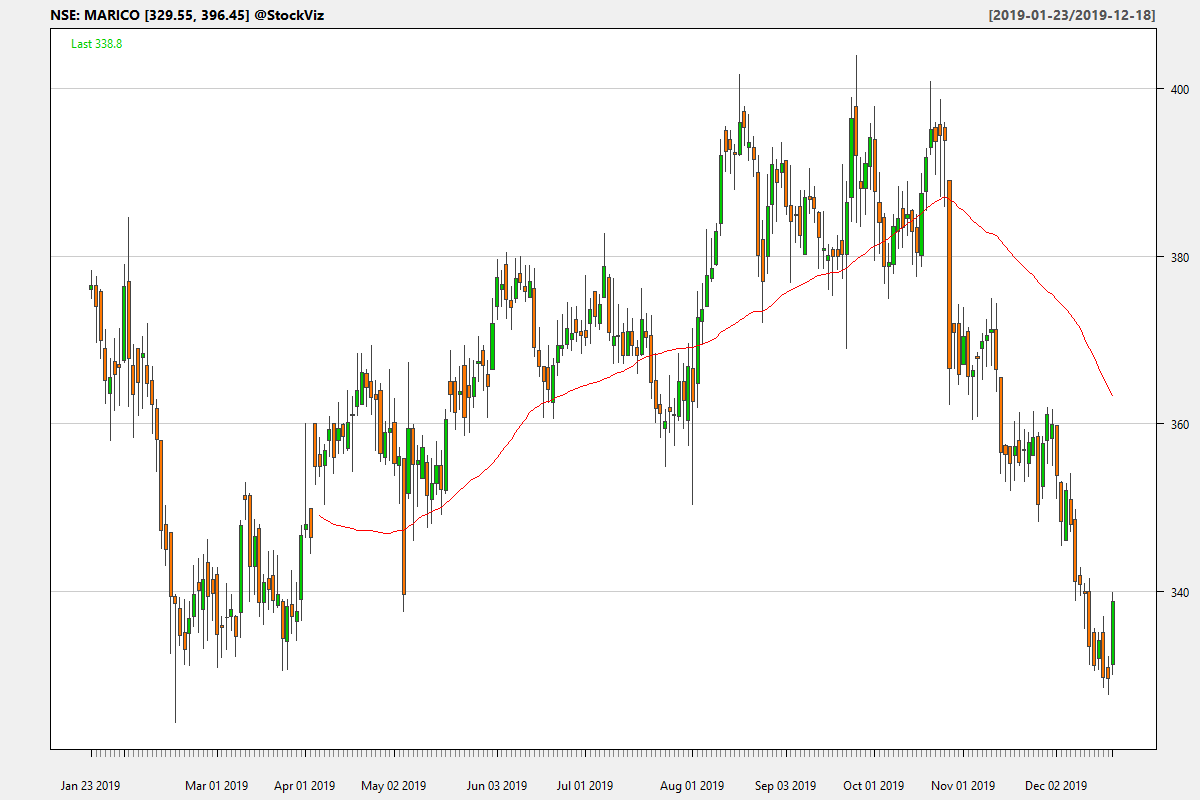 NSE: MARICO [329.55, 396.45] @StockViz [2019-01-23/2019-12-18]
Last 338.8
400
380
360
340
Jan 23 2019 Mar 01 2019 Apr 01 2019 May 02 2019 Jun 03 2019 Jul 01 2019 Aug 01 2019 Sep 03 2019 Oct 01 2019 Nov 01 2019 Dec 02 2019